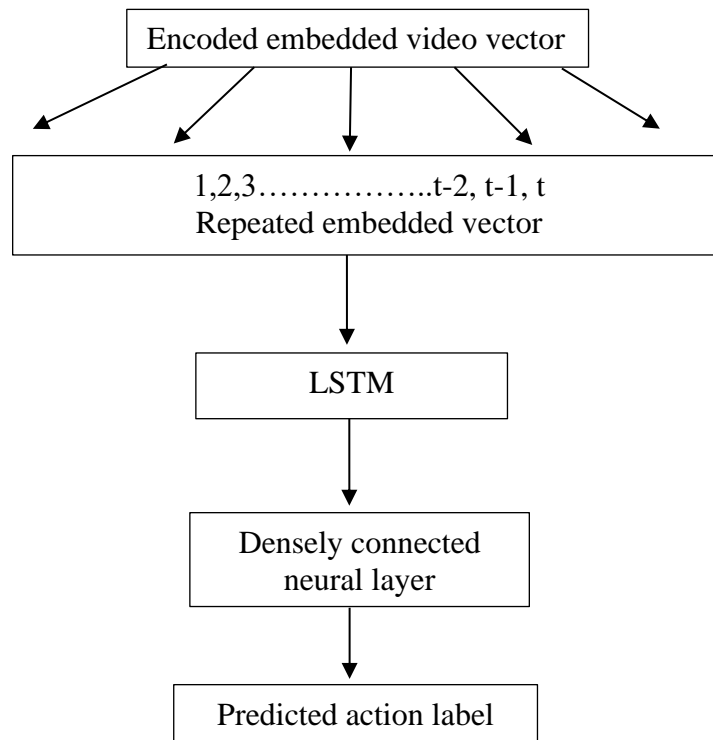 Encoded embedded video vector
1,2,3……………..t-2, t-1, t
Repeated embedded vector
LSTM
Densely connected
neural layer
Predicted action label